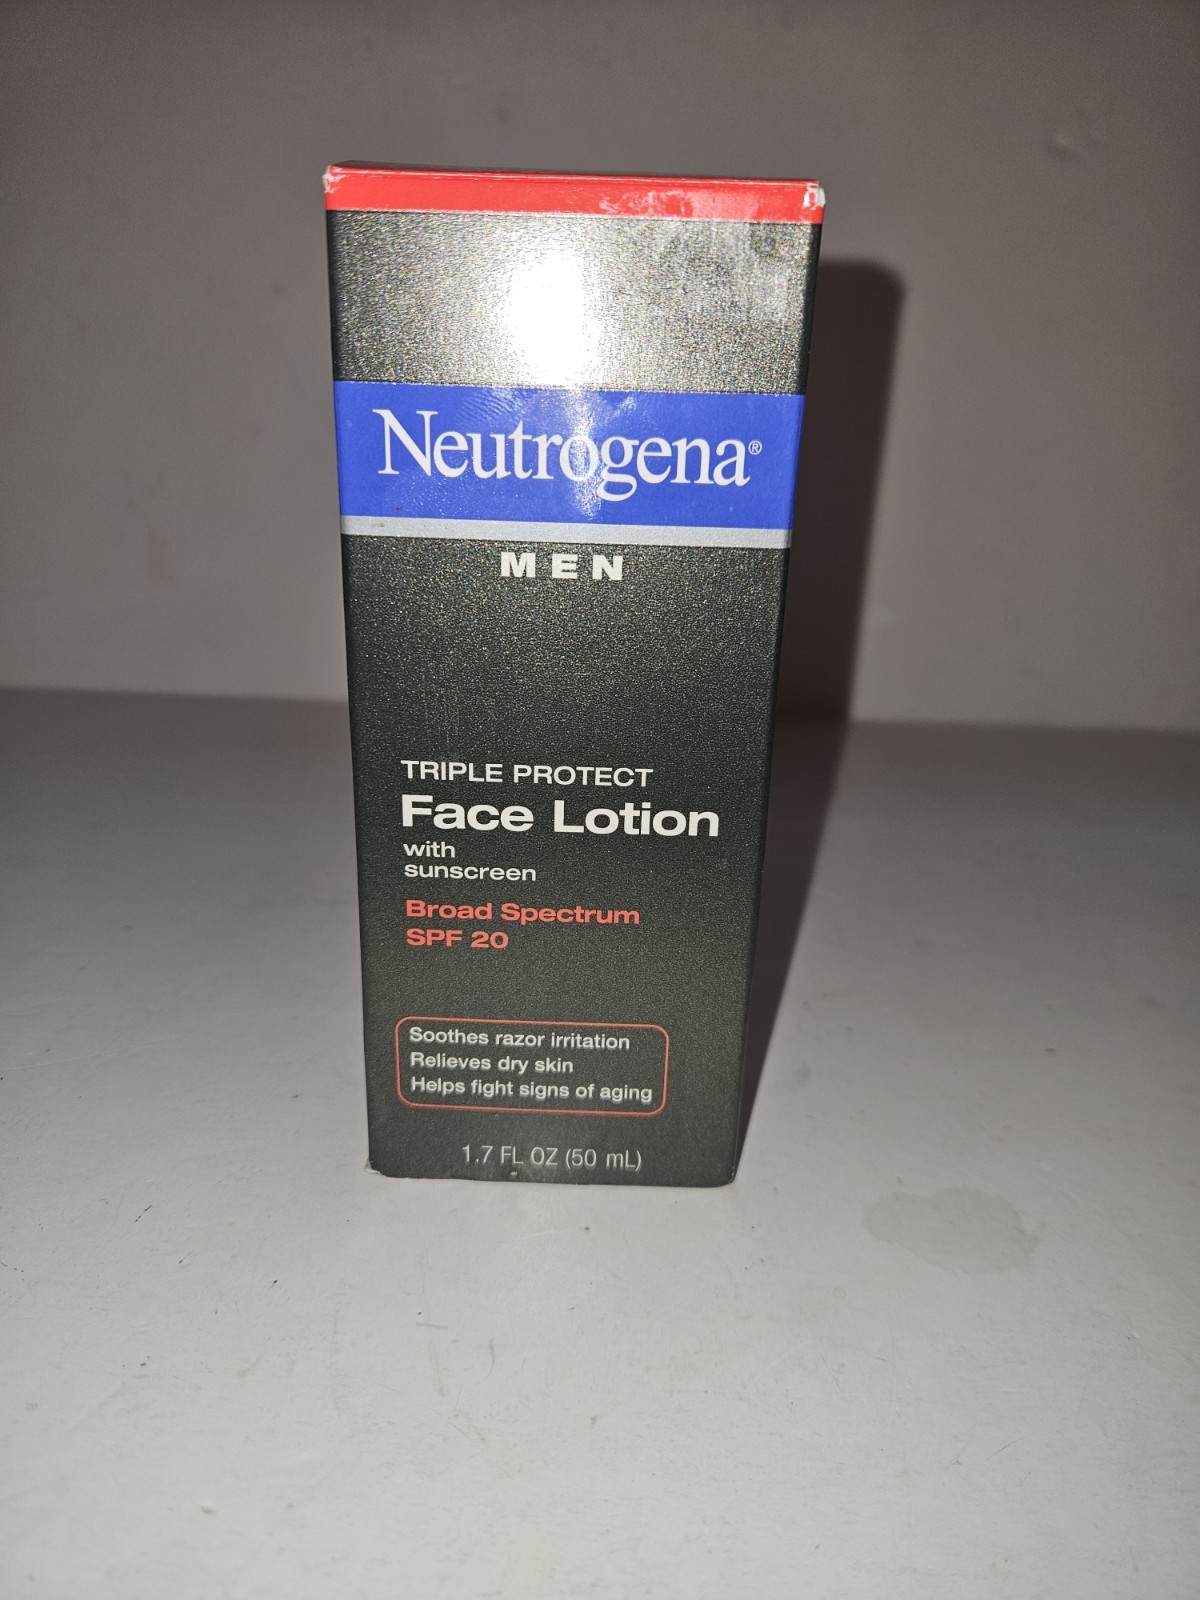 Neutrogena®
MEN
TRIPLE PROTECT
Face Lotion
with
sunscreen
Broad Spectrum
SPF 20
Soothes razor irritation
Relieves dry skin
Helps fight signs of aging
1.7 FL OZ (50 mL)